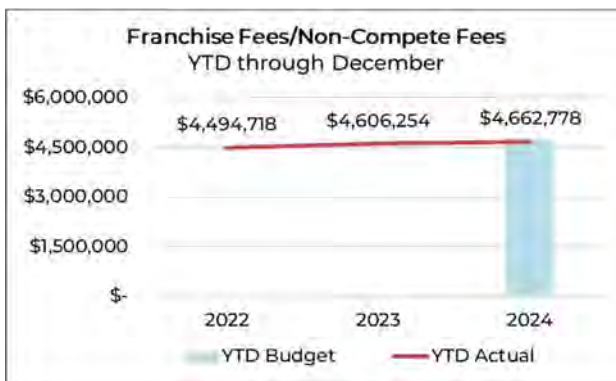 Franchise Fees/Non-Compete Fees
YTD through December
$6,000,000
$4,494,718 $4,606,254 $4,662,778
$4,500,000
$3,000,000
$1,500,000
$-
2022 2023 2024
YTD Budget YTD Actual